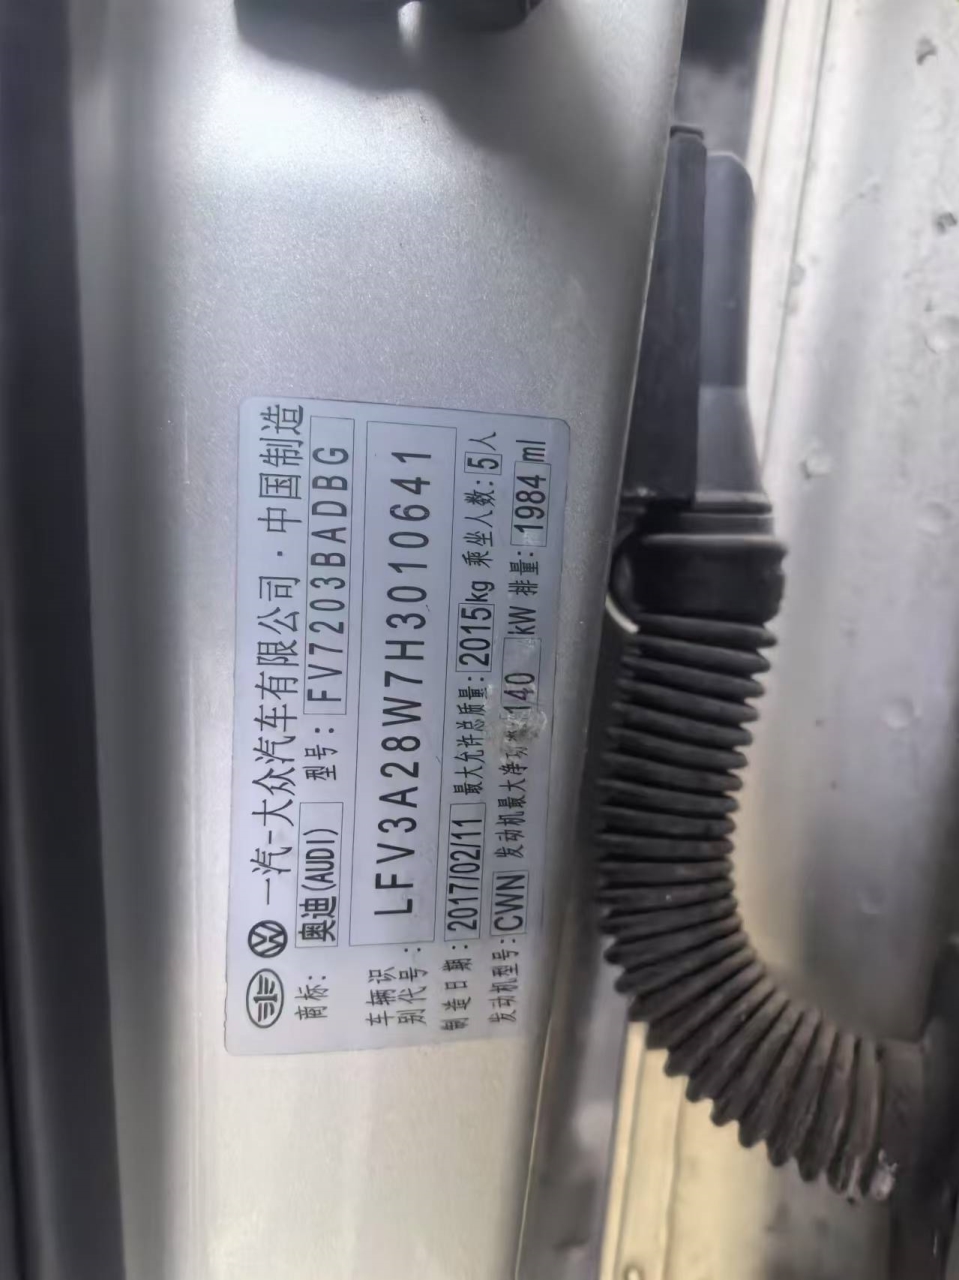 一汽-大众汽车有限公司·中国制造
商标: 奥迪(AUDI) 型号: FV7203BADBG
车辆识别代号: LFV3A28W7H3010641
制造日期: 2017/02/11 最大允许总质量: 2015kg 乘坐人数: 5人
发动机型号: CWN 发动机最大净功 140 kW 排量: 1984 ml